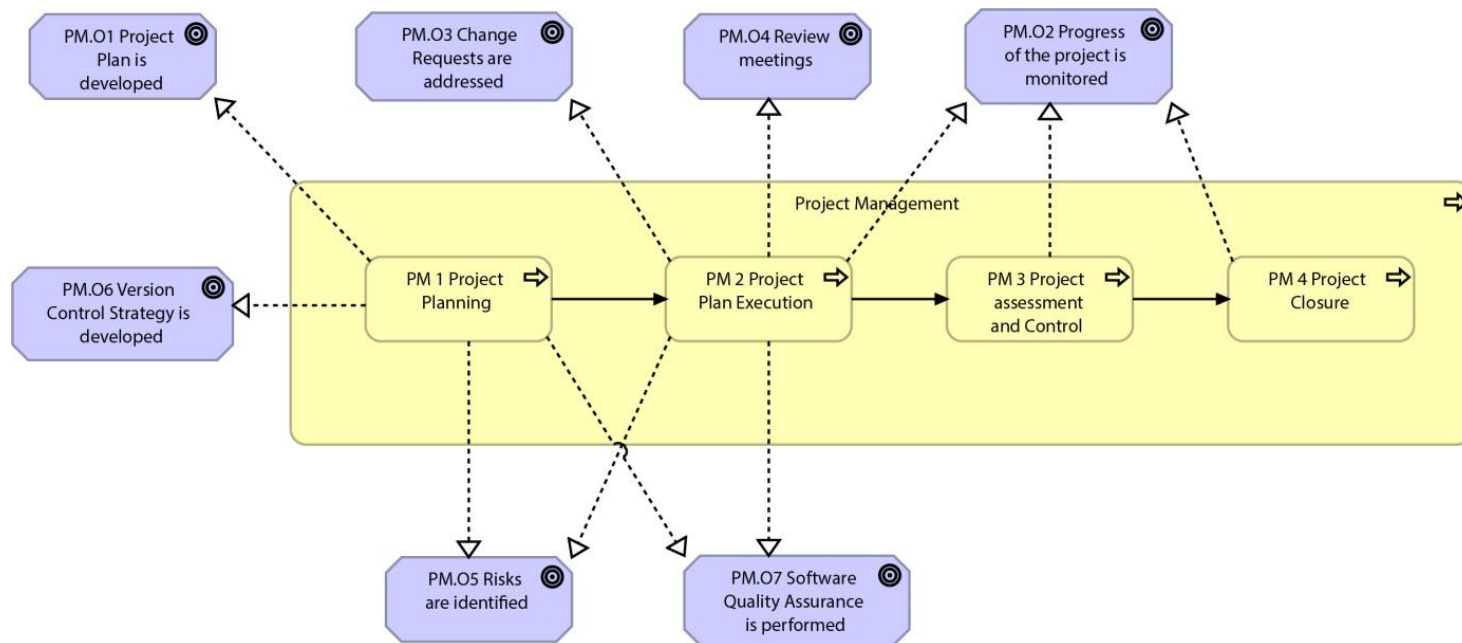 PM.O1 Project
Plan is
developed
PM.O3 Change
Requests are
addressed
PM.O4 Review
meetings
PM.O2 Progress
of the project is
monitored
Project Management
PM.O6 Version
Control Strategy is
developed
PM 1 Project
Planning
PM 2 Project
Plan Execution
PM 3 Project
assessment
and Control
PM 4 Project
Closure
PM.O5 Risks
are identified
PM.O7 Software
Quality Assurance
is performed